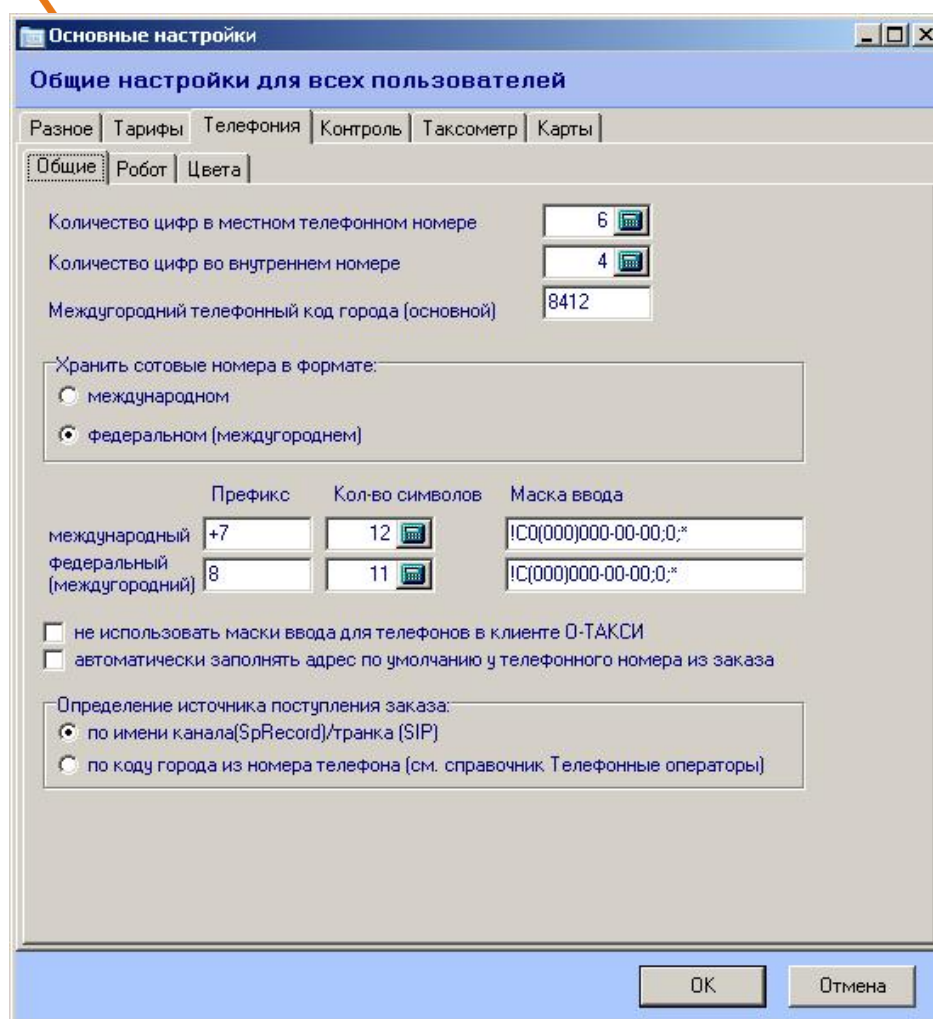 Основные настройки
Общие настройки для всех пользователей
Разное Тарифы Телефония Контроль Таксометр Карты
Общие Робот Цвета
Количество цифр в местном телефонном номере 6
Количество цифр во внутреннем номере 4
Междугородний телефонный код города (основной) 8412
Хранить сотовые номера в формате:
международном
федеральном (междугороднем)
Префикс Кол-во символов Маска ввода
международный +7 12 !C0(000)000-00-00;0;*
федеральный
(междугородний) 8 11 !C(000)000-00-00;0;*
не использовать маски ввода для телефонов в клиенте О-ТАКСИ
автоматически заполнять адрес по умолчанию у телефонного номера из заказа
Определение источника поступления заказа:
по имени канала(SpRecord)/транка (SIP)
по коду города из номера телефона (см. справочник Телефонные операторы)
OK Отмена